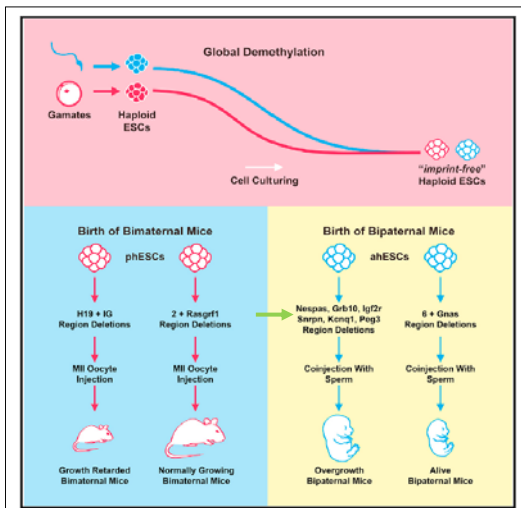 Global Demethylation
Gamates
Haploid
ESCs
Cell Culturing
"imprint-free"
Haploid ESCs
Birth of Bimaternal Mice
phESCs
H19 + IG
Region Deletions
2 + Rasgrf1
Region Deletions
MII Oocyte
Injection
MII Oocyte
Injection
Growth Retarded
Bimaternal Mice
Normally Growing
Bimaternal Mice
Birth of Bipaternal Mice
ahESCs
Nespas, Grb10, Igf2r
Snrpn, Kcnq1, Peg3
Region Deletions
6 + Gnas
Region Deletions
Coinjection With
Sperm
Coinjection With
Sperm
Overgrowth
Bipaternal Mice
Alive
Bipaternal Mice